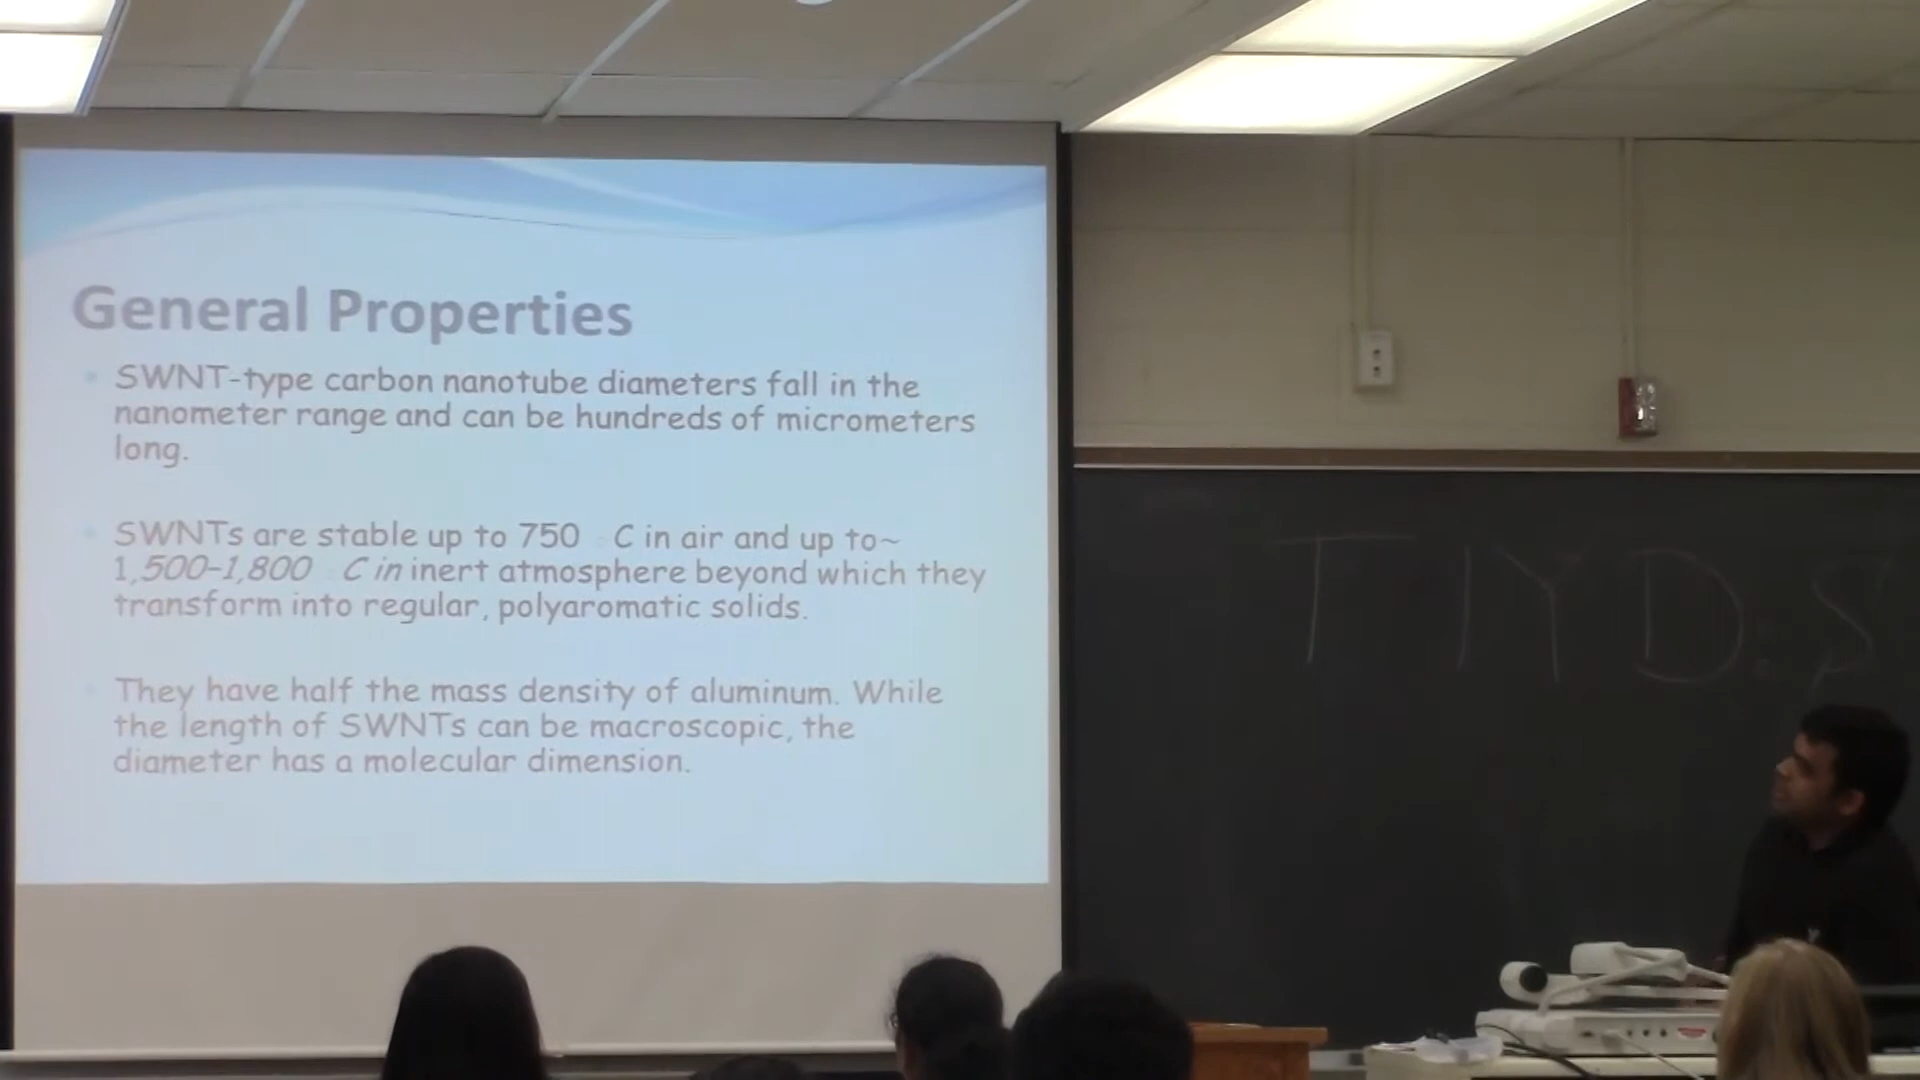 General Properties
SWNT-type carbon nanotube diameters fall in the
nanometer range and can be hundreds of micrometers
long.
SWNTs are stable up to 750 C in air and up to~
1,500-1,800 C in inert atmosphere beyond which they
transform into regular, polyaromatic solids.
They have half the mass density of aluminum. While
the length of SWNTs can be macroscopic, the
diameter has a molecular dimension.
T I Y D . S